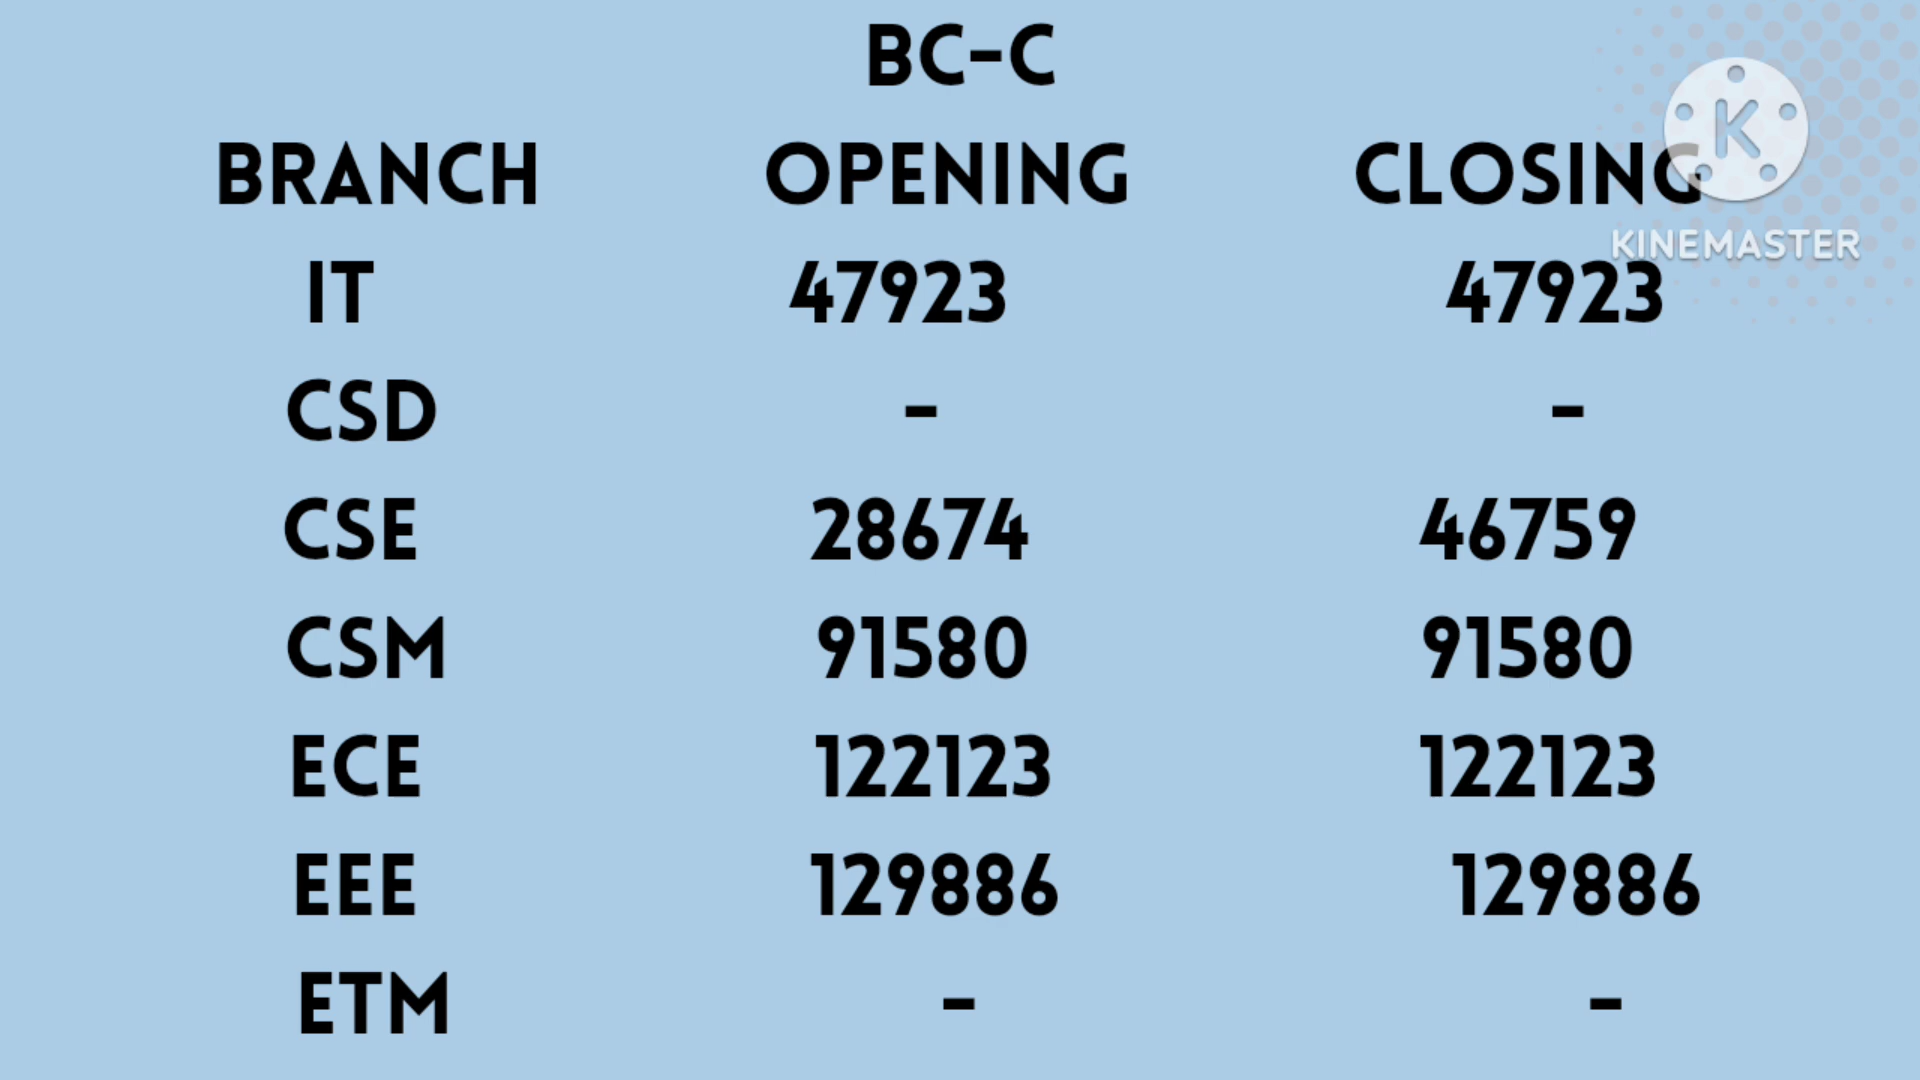 BC-C
BRANCH OPENING CLOSING
KINEMASTER
IT 47923 47923
CSD - -
CSE 28674 46759
CSM 91580 91580
ECE 122123 122123
EEE 129886 129886
ETM - -